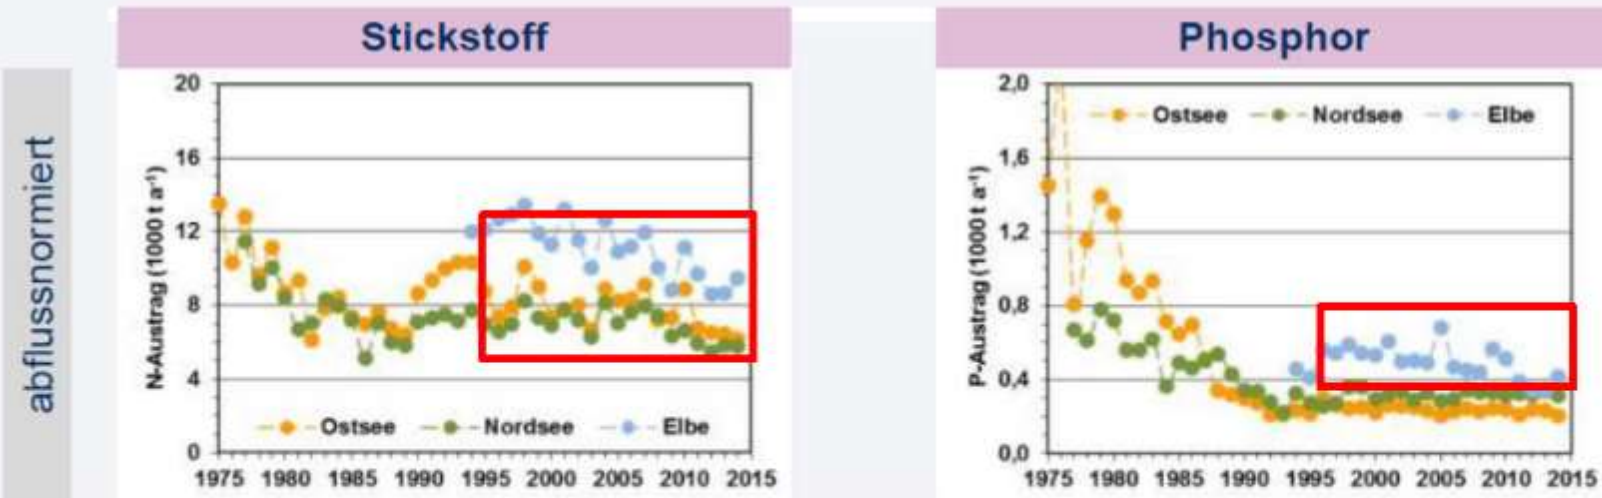 Stickstoff
Phosphor
abflussnormiert
N-Austrag (1000 t a⁻¹)
20
16
12
8
4
0
Ostsee Nordsee Elbe
1975 1980 1985 1990 1995 2000 2005 2010 2015
P-Austrag (1000 t a⁻¹)
2,0
1,6
1,2
0,8
0,4
0,0
Ostsee Nordsee Elbe
1975 1980 1985 1990 1995 2000 2005 2010 2015